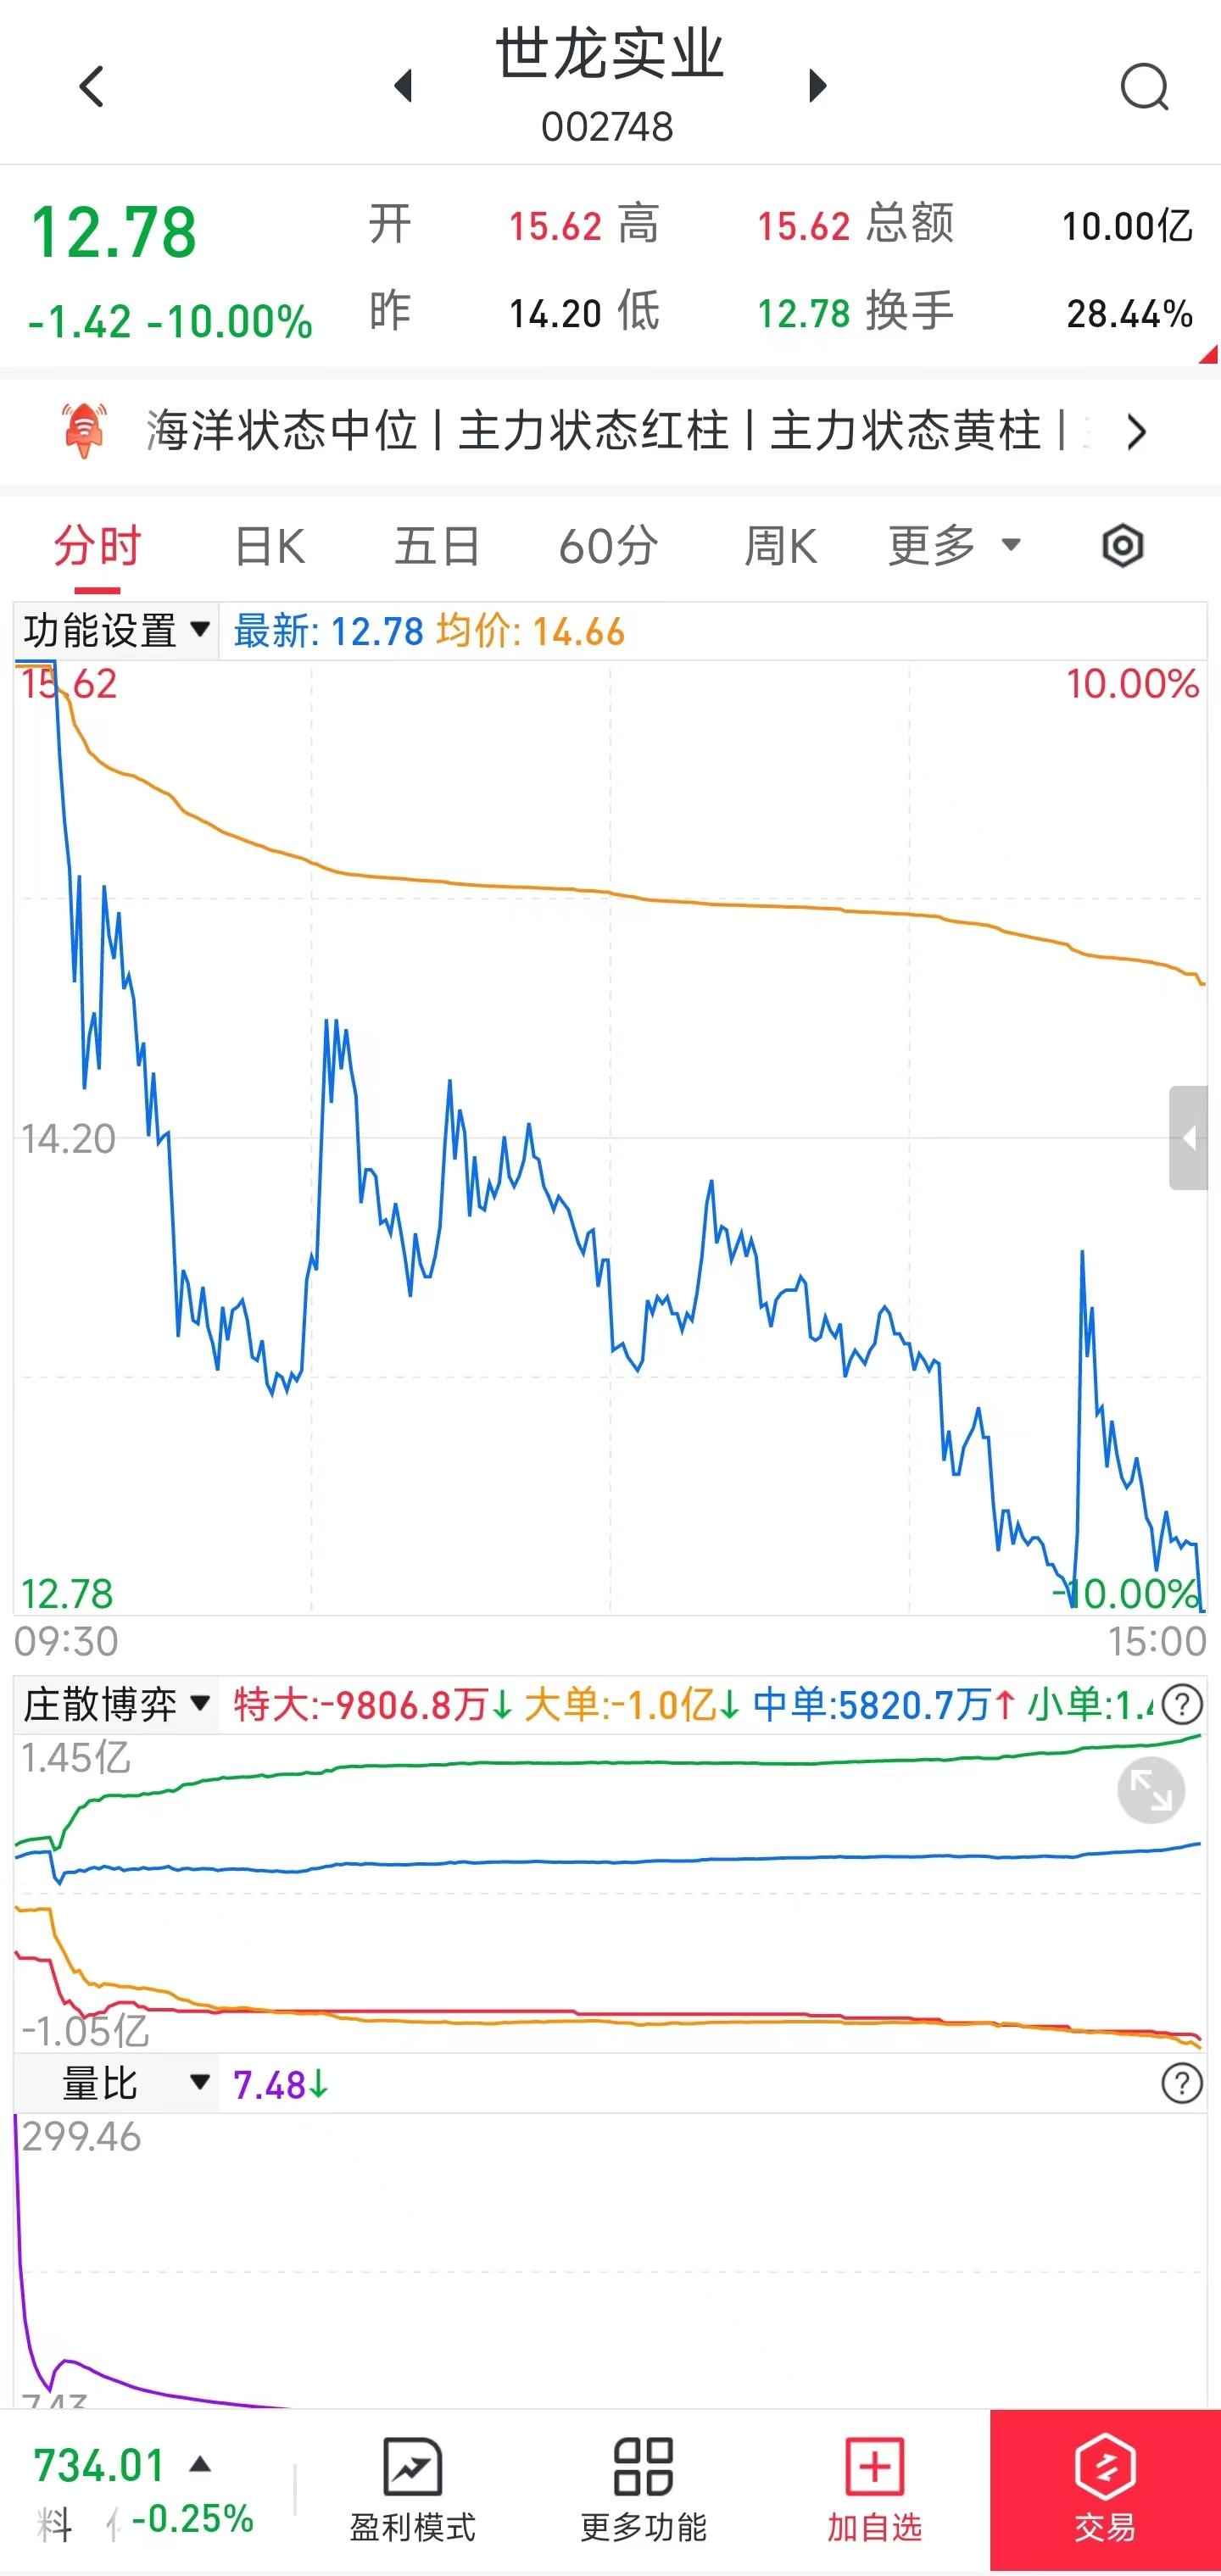 世龙实业
002748
12.78 开 15.62 高 15.62 总额 10.00亿
-1.42 -10.00% 昨 14.20 低 12.78 换手 28.44%
海洋状态中位 | 主力状态红柱 | 主力状态黄柱 |
分时 日K 五日 60分 周K 更多
功能设置 最新: 12.78 均价: 14.66
15.62 10.00%
14.20
12.78 -10.00%
09:30 15:00
庄散博弈 特大:-9806.8万↓ 大单:-1.0亿↓ 中单:5820.7万↑ 小单:1. ?
1.45亿
-1.05亿
量比 7.48↓ ?
299.46
7.43
734.01
料 -0.25%
盈利模式 更多功能 加自选 交易